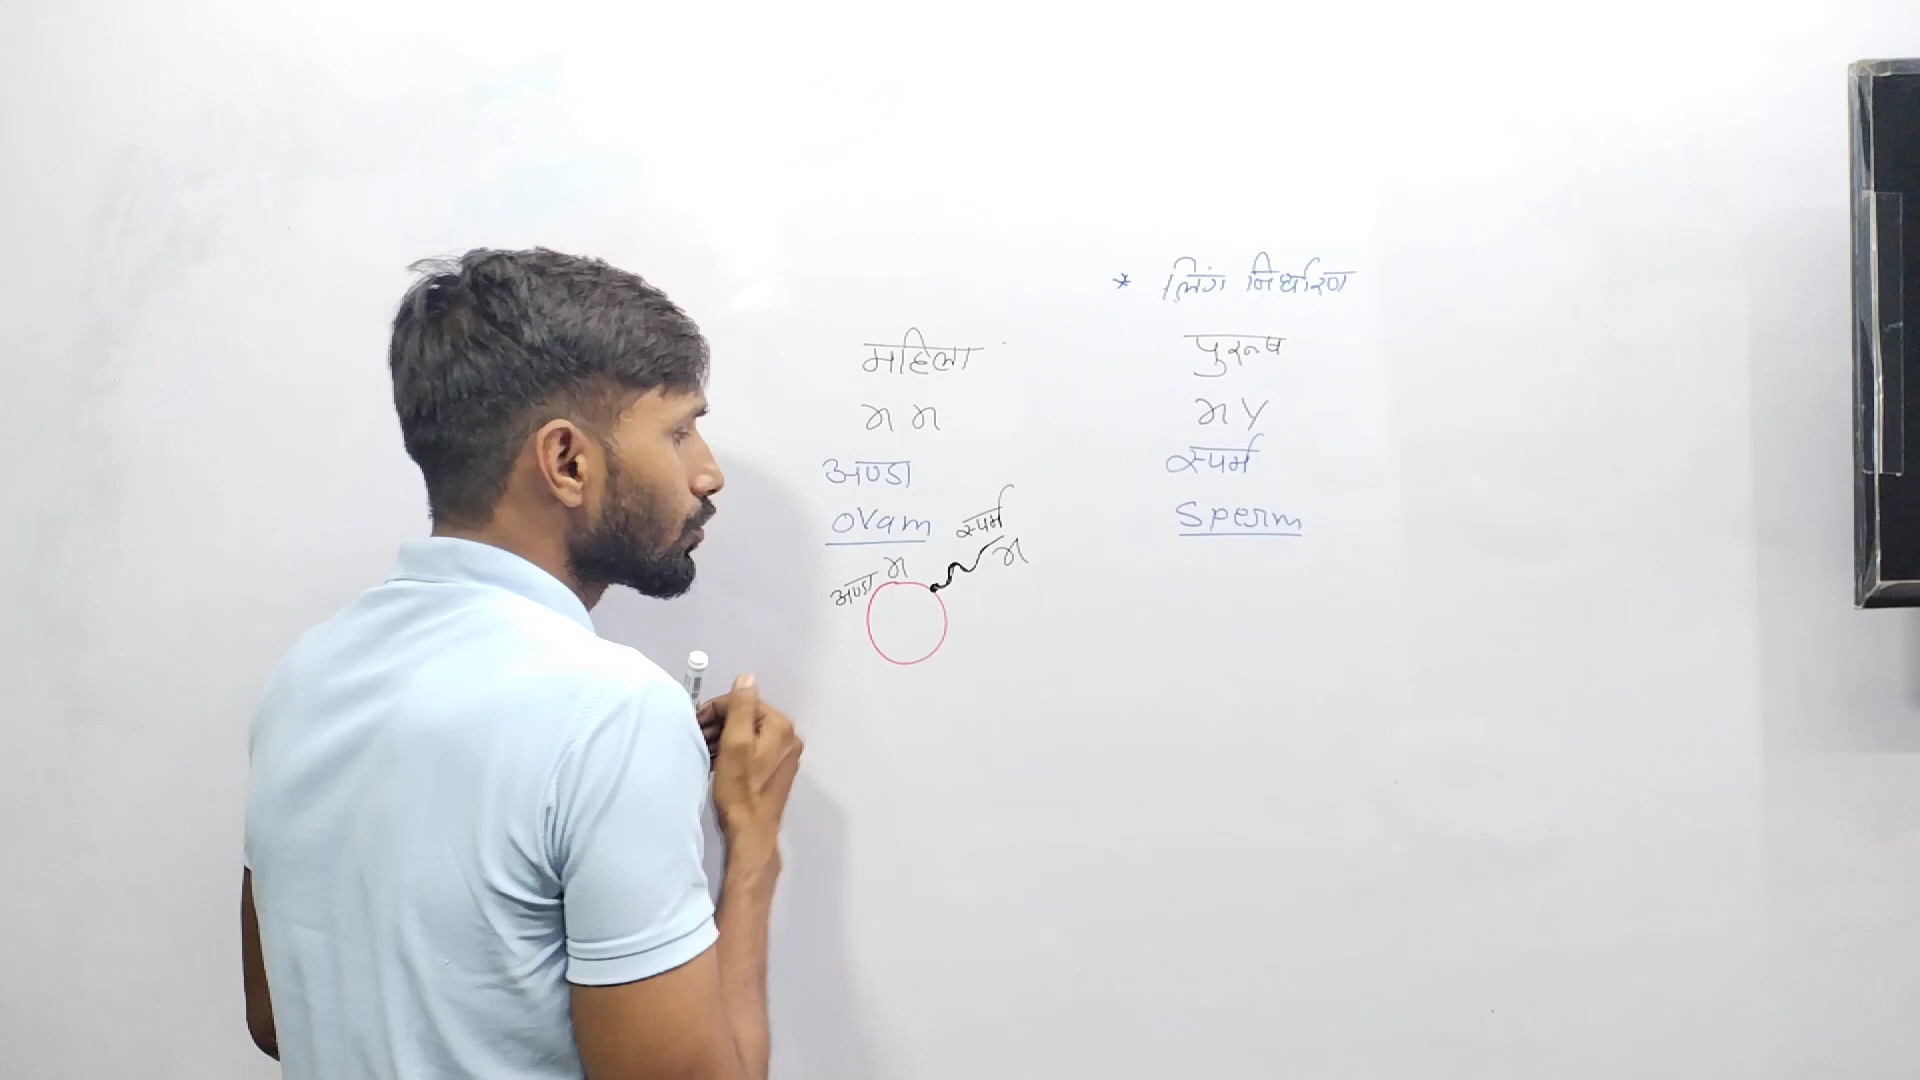 * लिंग निर्धारण
महिला पुरूष
x x x y
अण्डा स्पर्म
ovam Sperm
स्पर्म
x x
अण्डा